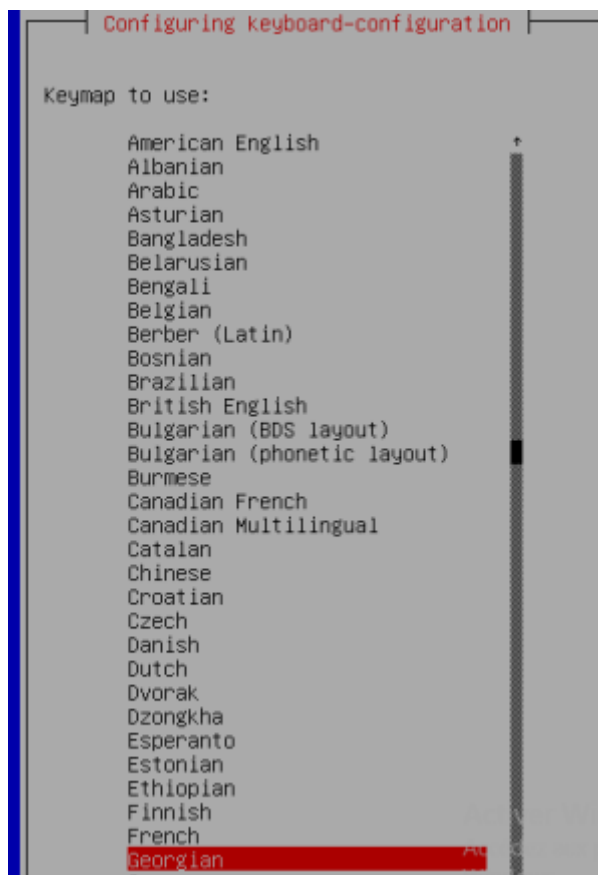 Configuring keyboard-configuration
Keymap to use:
American English
Albanian
Arabic
Asturian
Bangladesh
Belarusian
Bengali
Belgian
Berber (Latin)
Bosnian
Brazilian
British English
Bulgarian (BDS layout)
Bulgarian (phonetic layout)
Burmese
Canadian French
Canadian Multilingual
Catalan
Chinese
Croatian
Czech
Danish
Dutch
Dvorak
Dzongkha
Esperanto
Estonian
Ethiopian
Finnish
French
Georgian